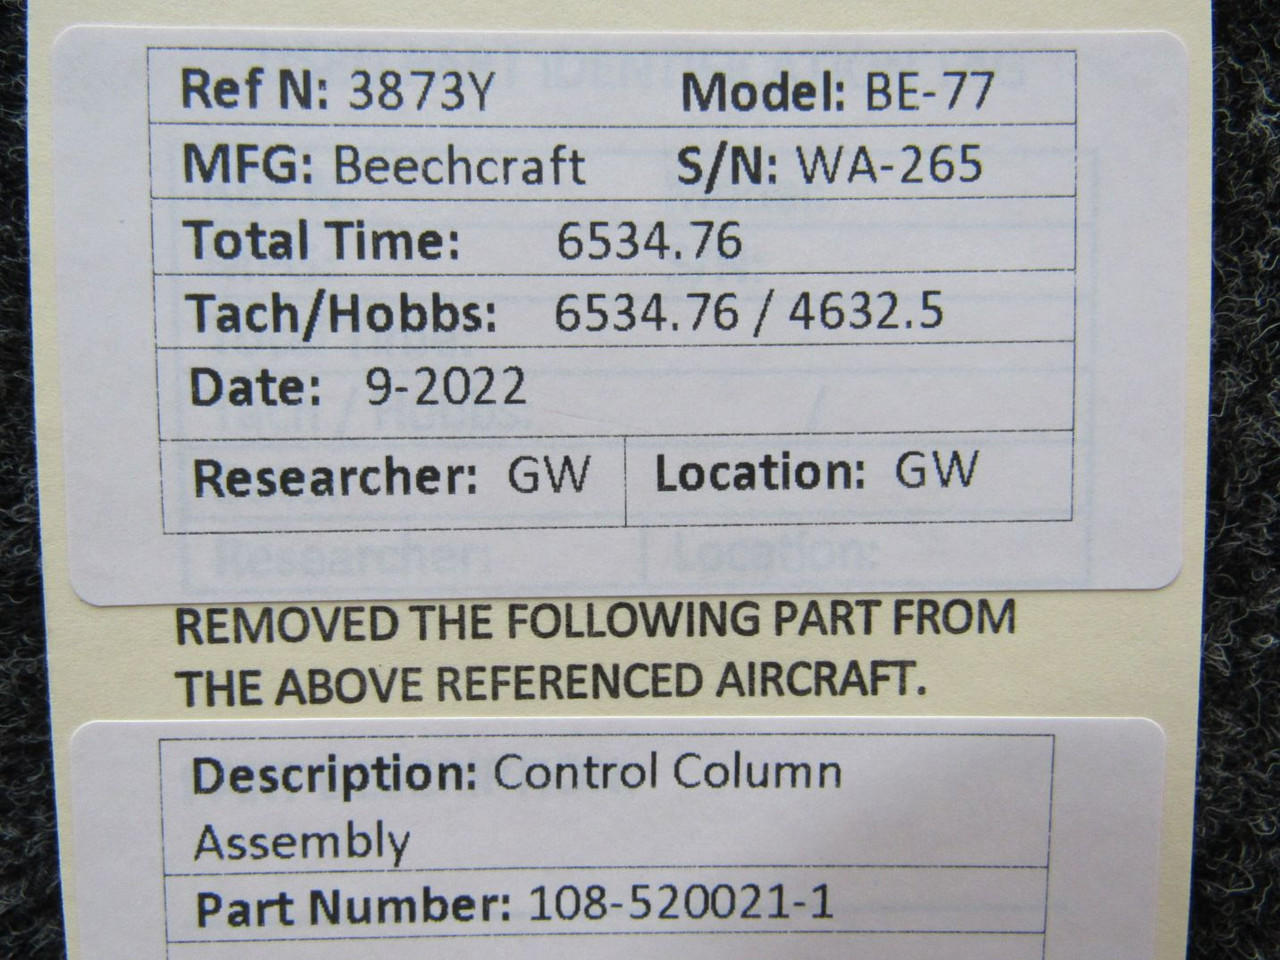 Ref N: 3873Y Model: BE-77
MFG: Beechcraft S/N: WA-265
Total Time: 6534.76
Tach/Hobbs: 6534.76 / 4632.5
Date: 9-2022
Researcher: GW Location: GW
Researcher: Location:
REMOVED THE FOLLOWING PART FROM
THE ABOVE REFERENCED AIRCRAFT.
Description: Control Column
Assembly
Part Number: 108-520021-1